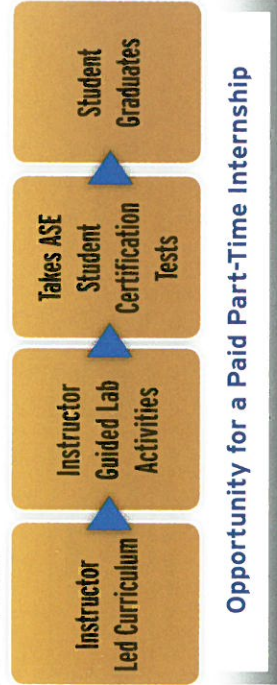 Instructor
Led Curriculum
Instructor
Guided Lab
Activities
Takes ASE
Student
Certification
Tests
Student
Graduates
Opportunity for a Paid Part-Time Internship